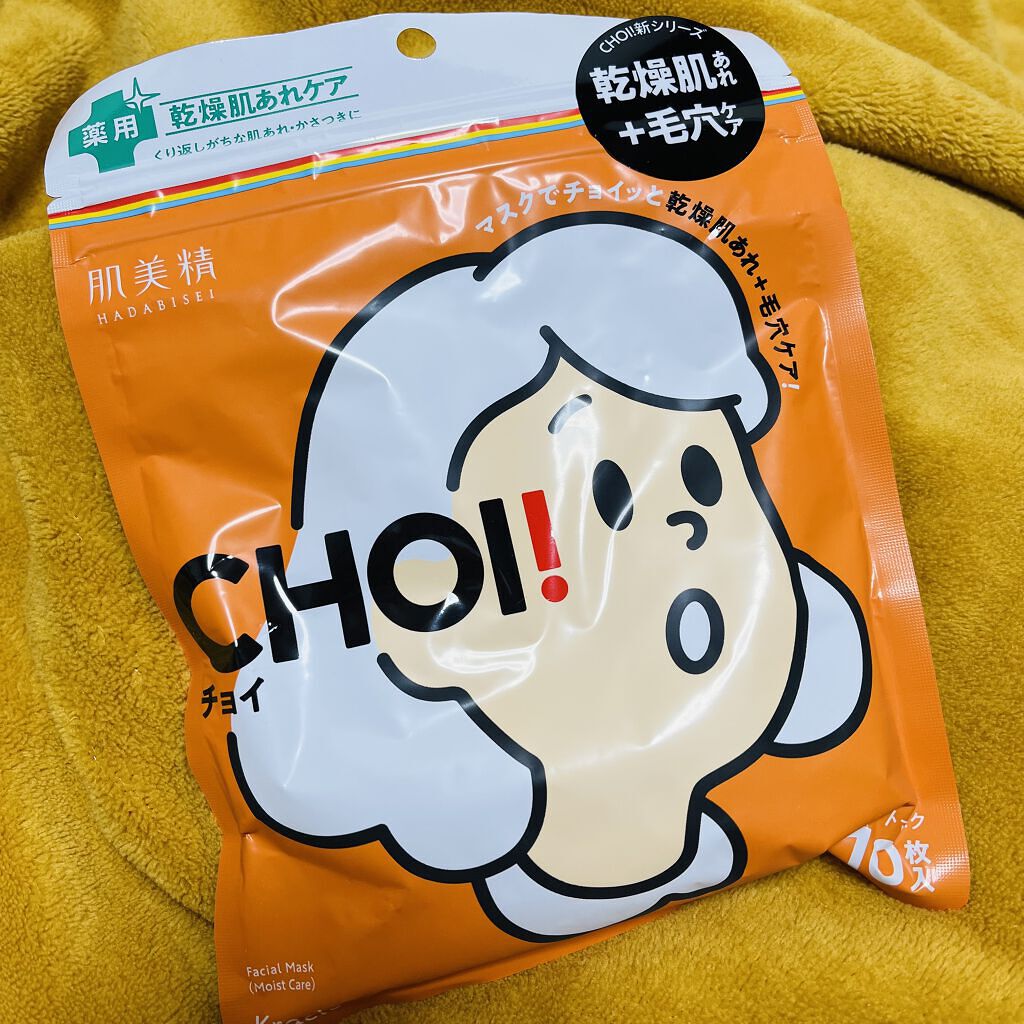 CHOI!新シリーズ
乾燥肌あれ
+毛穴ケア
薬用
乾燥肌あれケア
くり返しがちな肌あれ・かさつきに
マスクでチョイッと乾燥肌あれ+毛穴ケア!
肌美精
HADABISEI
CHOI!
チョイ
10枚入
Facial Mask
(Moist Care)